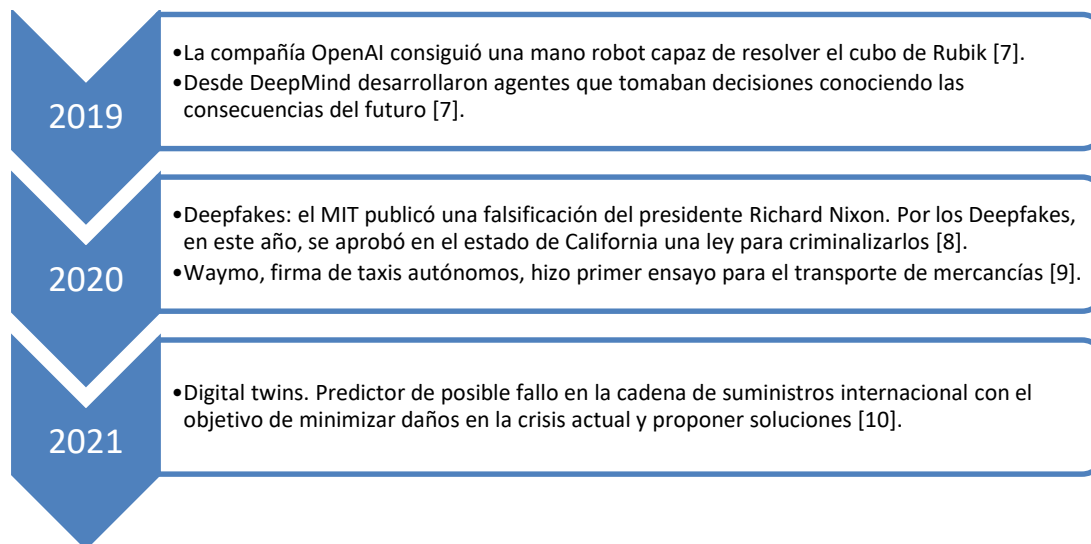 2019
•La compañía OpenAI consiguió una mano robot capaz de resolver el cubo de Rubik [7].
•Desde DeepMind desarrollaron agentes que tomaban decisiones conociendo las
consecuencias del futuro [7].
2020
•Deepfakes: el MIT publicó una falsificación del presidente Richard Nixon. Por los Deepfakes,
en este año, se aprobó en el estado de California una ley para criminalizarlos [8].
•Waymo, firma de taxis autónomos, hizo primer ensayo para el transporte de mercancías [9].
2021
•Digital twins. Predictor de posible fallo en la cadena de suministros internacional con el
objetivo de minimizar daños en la crisis actual y proponer soluciones [10].